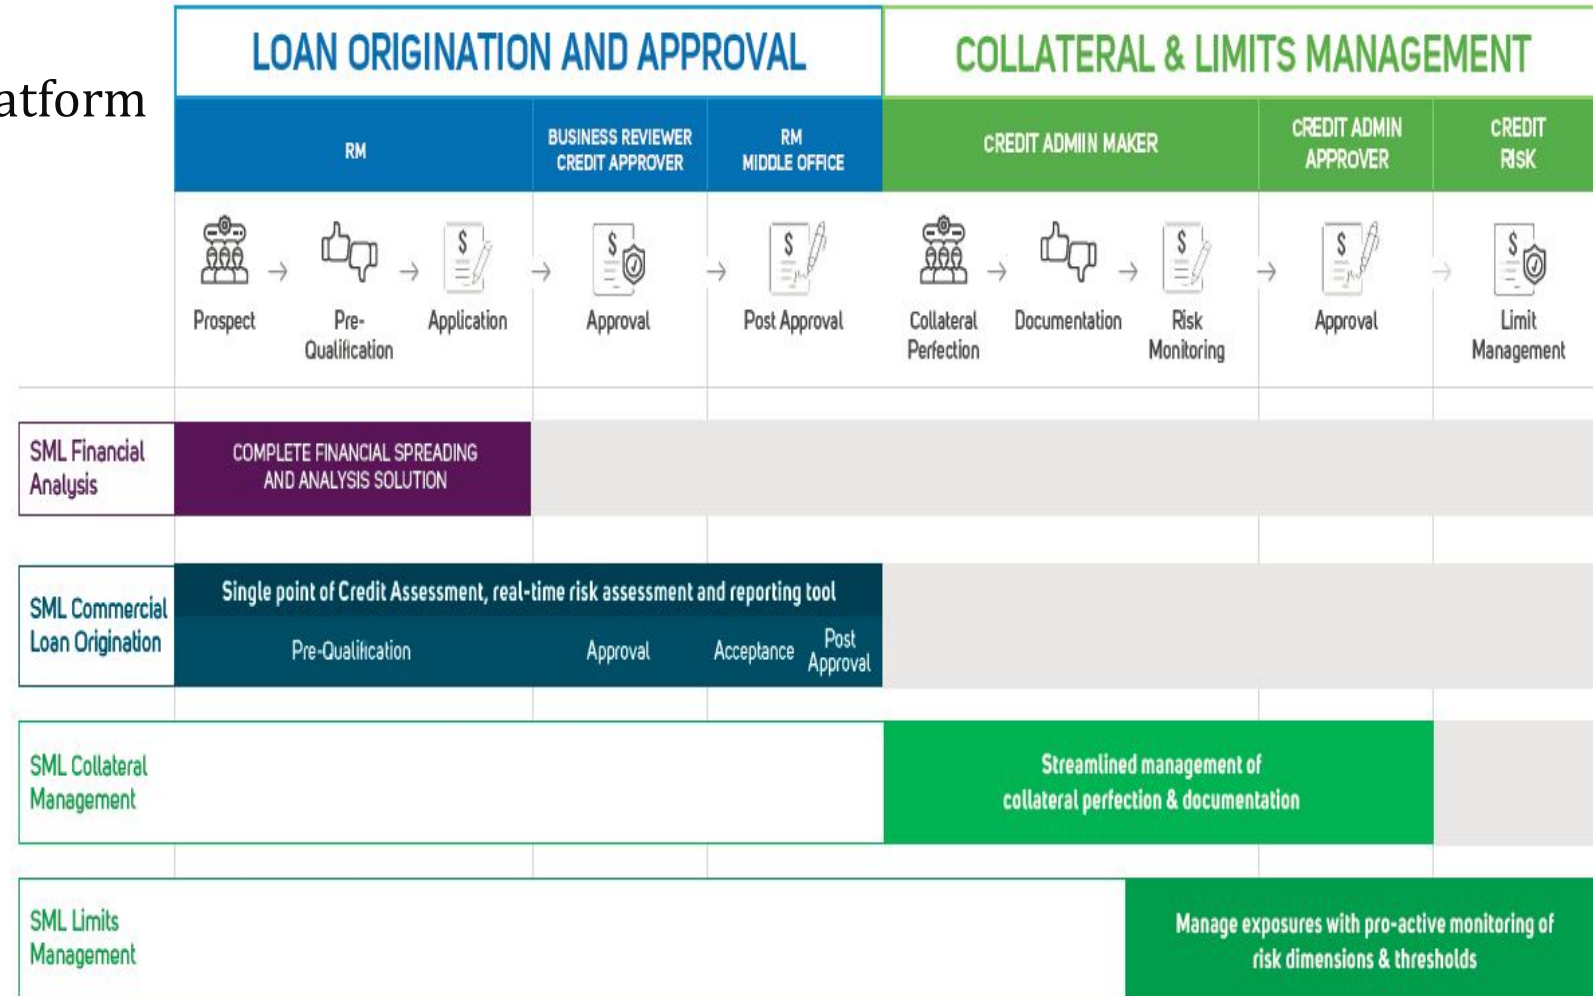 atform
LOAN ORIGINATION AND APPROVAL
COLLATERAL & LIMITS MANAGEMENT
RM
BUSINESS REVIEWER
CREDIT APPROVER
RM
MIDDLE OFFICE
CREDIT ADMIIN MAKER
CREDIT ADMIN
APPROVER
CREDIT
RISK
$
$
$
$
$
$
Prospect
Pre-
Qualification
Application
Approval
Post Approval
Collateral
Perfection
Documentation
Risk
Monitoring
Approval
Limit
Management
SML Financial
Analysis
COMPLETE FINANCIAL SPREADING
AND ANALYSIS SOLUTION
SML Commercial
Loan Origination
Single point of Credit Assessment, real-time risk assessment and reporting tool
Pre-Qualification
Approval
Acceptance
Post
Approval
SML Collateral
Management
Streamlined management of
collateral perfection & documentation
SML Limits
Management
Manage exposures with pro-active monitoring of
risk dimensions & thresholds